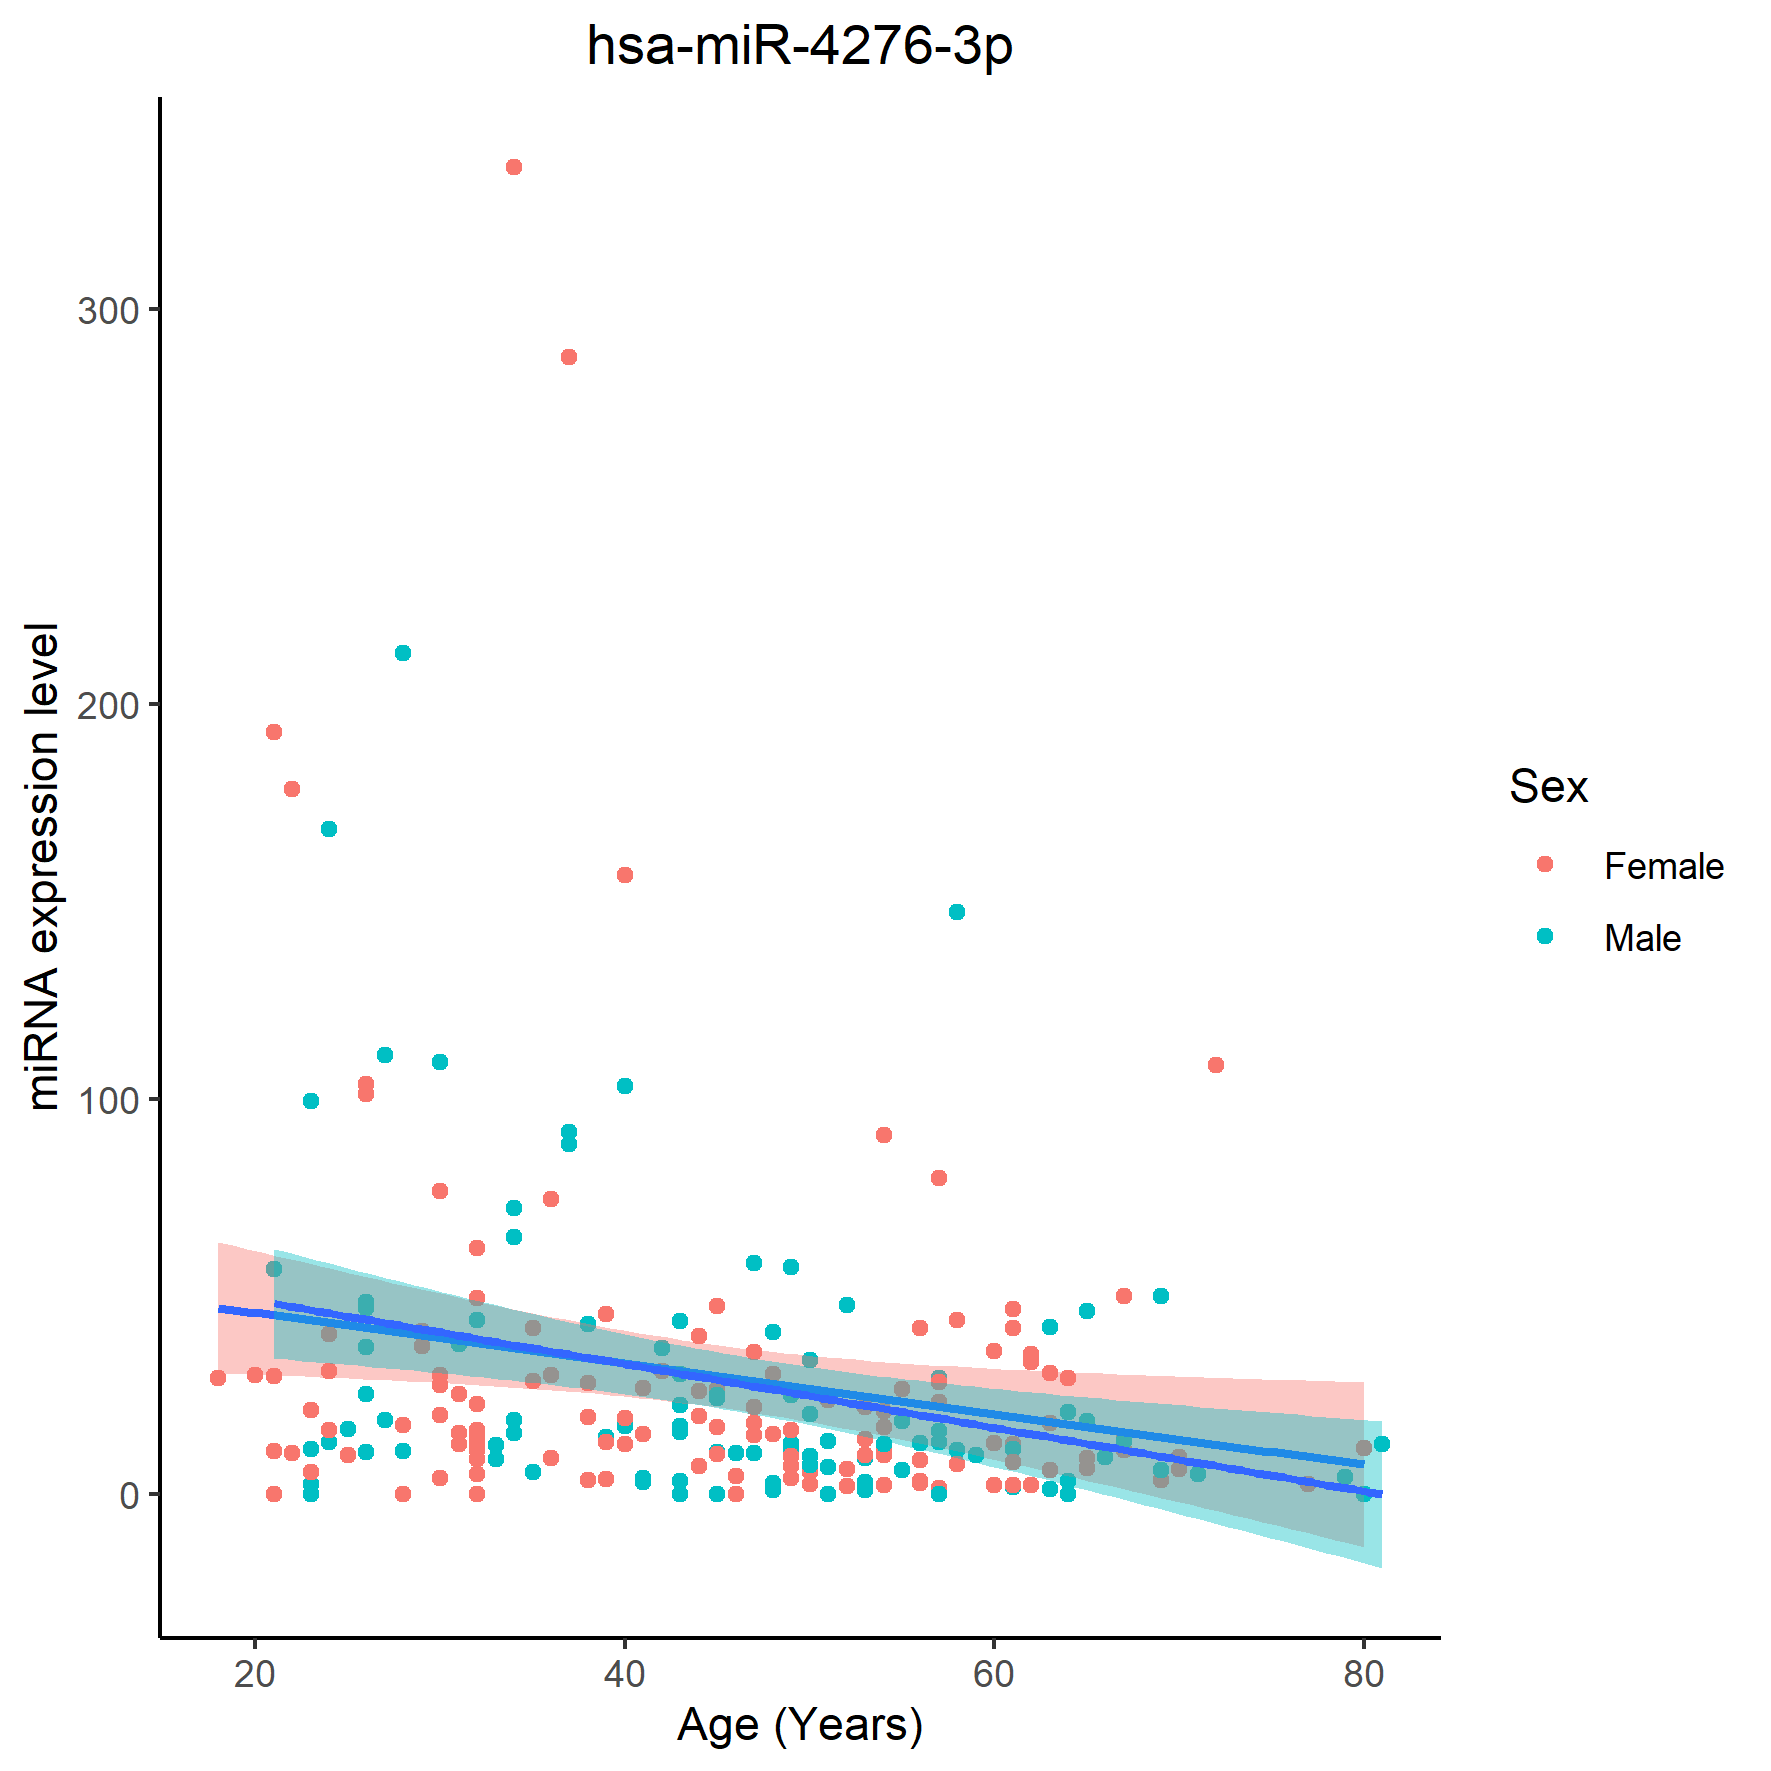 hsa-miR-4276-3p
miRNA expression level
300
200
100
0
20 40 60 80
Age (Years)
Sex
Female
Male